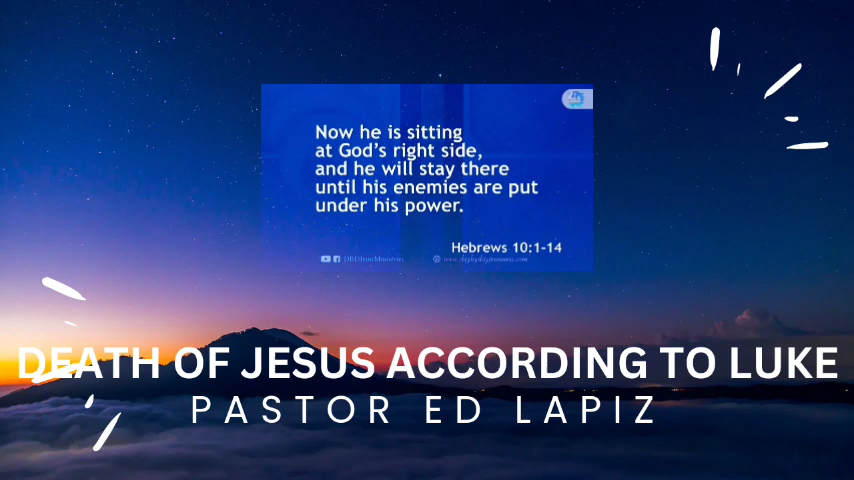 Now he is sitting
at God's right side,
and he will stay there
until his enemies are put
under his power.
Hebrews 10:1-14
DEATH OF JESUS ACCORDING TO LUKE
PASTOR ED LAPIZ